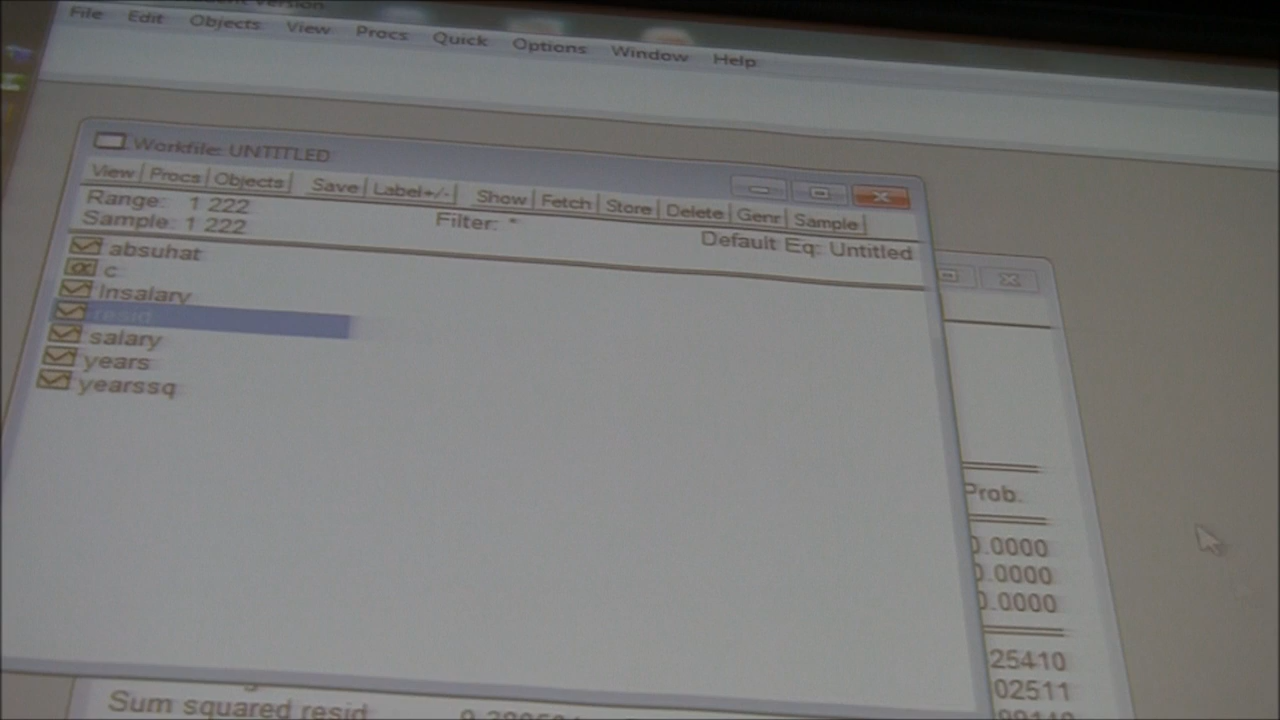 Version
File Edit Objects View Procs Quick Options Window Help
Workfile: UNTITLED
View Procs Objects Save Label+/- Show Fetch Store Delete Genr Sample
Range: 1 222
Filter: *
Default Eq: Untitled
Sample: 1 222
absuhat
c
lnsalary
resid
salary
years
yearssq
Prob.
0.0000
0.0000
0.0000
25410
02511
Sum squared resid